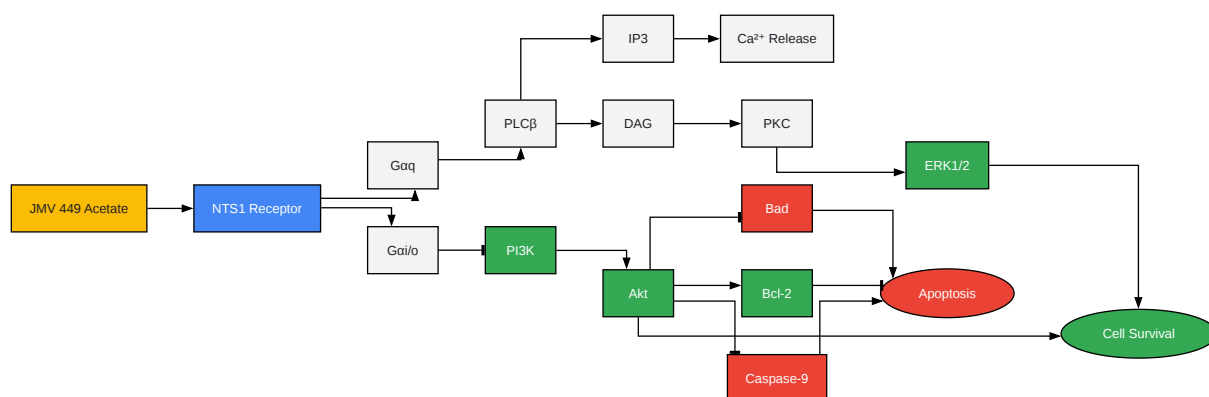 IP3
Ca²⁺ Release
PLCβ
DAG
PKC
Gαq
ERK1/2
JMV 449 Acetate
NTS1 Receptor
Bad
Gαi/o
PI3K
Akt
Bcl-2
Apoptosis
Cell Survival
Caspase-9